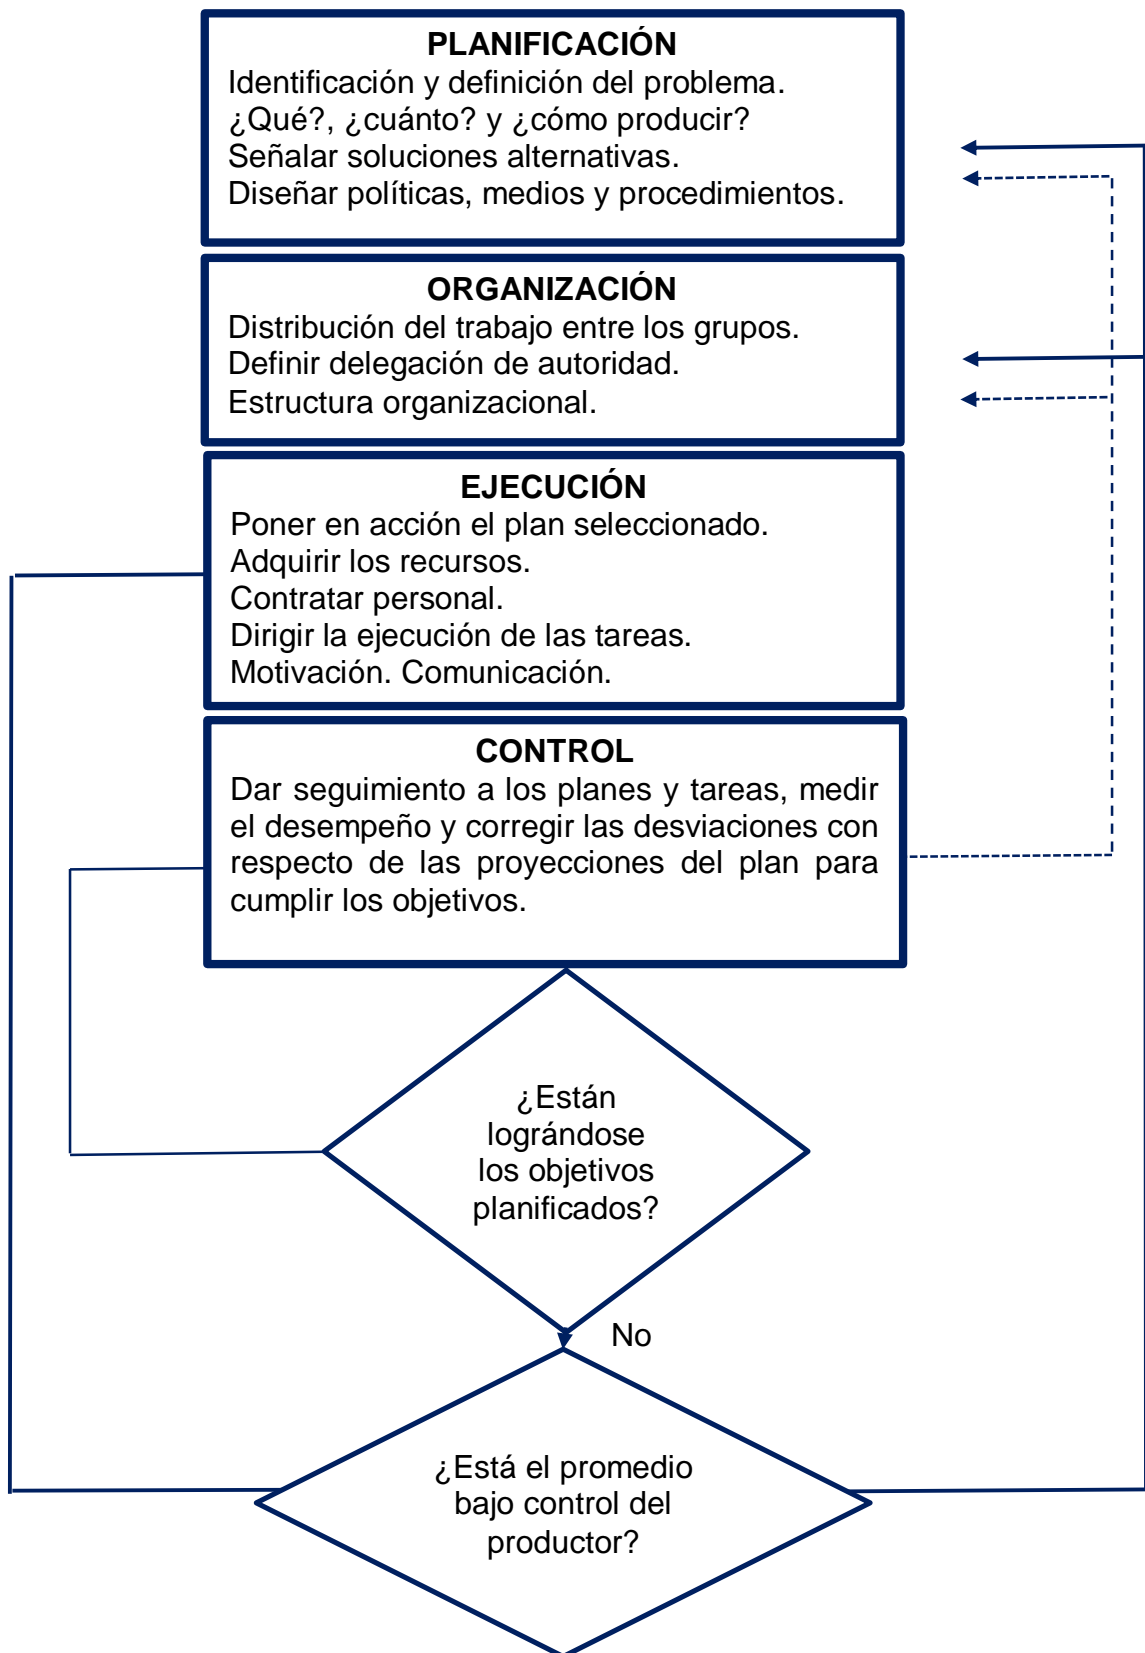 PLANIFICACIÓN
Identificación y definición del problema.
¿Qué?, ¿cuánto? y ¿cómo producir?
Señalar soluciones alternativas.
Diseñar políticas, medios y procedimientos.
ORGANIZACIÓN
Distribución del trabajo entre los grupos.
Definir delegación de autoridad.
Estructura organizacional.
EJECUCIÓN
Poner en acción el plan seleccionado.
Adquirir los recursos.
Contratar personal.
Dirigir la ejecución de las tareas.
Motivación. Comunicación.
CONTROL
Dar seguimiento a los planes y tareas, medir
el desempeño y corregir las desviaciones con
respecto de las proyecciones del plan para
cumplir los objetivos.
¿Están
lográndose
los objetivos
planificados?
No
¿Está el promedio
bajo control del
productor?